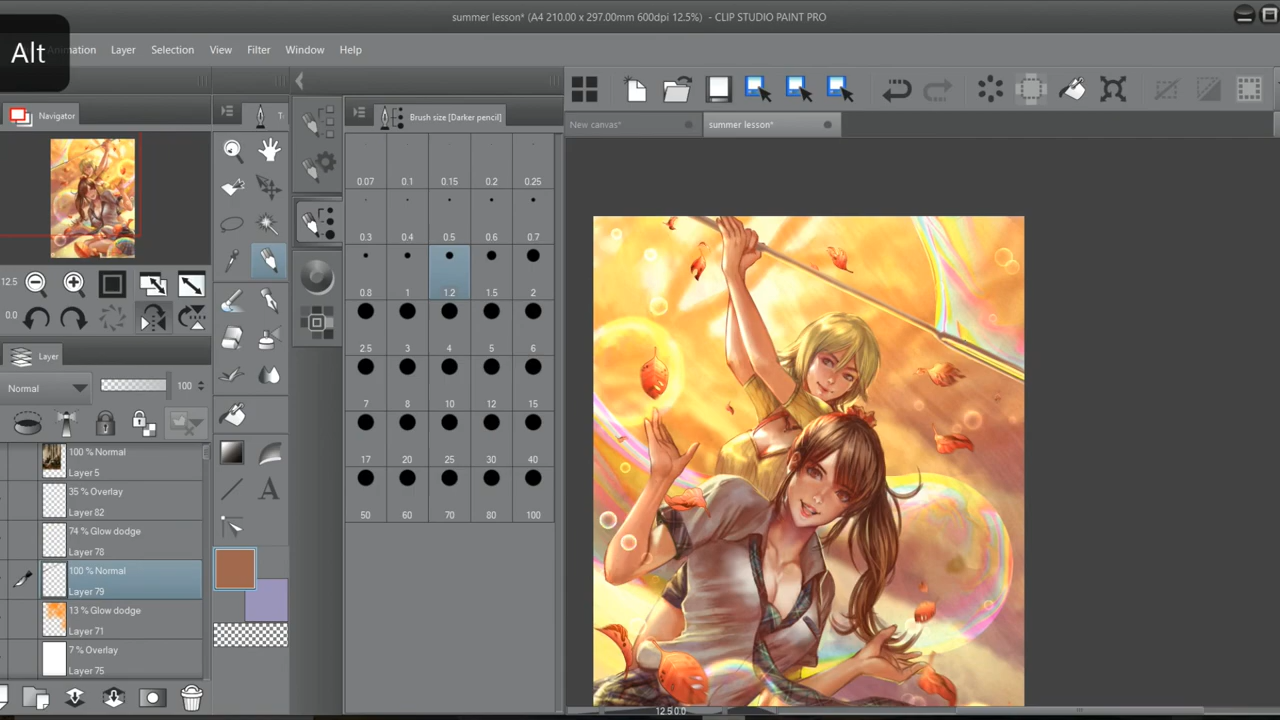 summer lesson* (A4 210.00 x 297.00mm 600dpi 12.5%) - CLIP STUDIO PAINT PRO
Alt
Layer Selection View Filter Window Help
Navigator
Brush size [Darker pencil]
New canvas*
summer lesson*
0.07 0.1 0.15 0.2 0.25
0.3 0.4 0.5 0.6 0.7
0.8 1 1.2 1.5 2
2.5 3 4 5 6
7 8 10 12 15
17 20 25 30 40
50 60 70 80 100
12.5
0.0
Layer
Normal 100
100 % Normal
Layer 5
35 % Overlay
Layer 82
74 % Glow dodge
Layer 78
100 % Normal
Layer 79
13 % Glow dodge
Layer 71
7 % Overlay
Layer 75
A